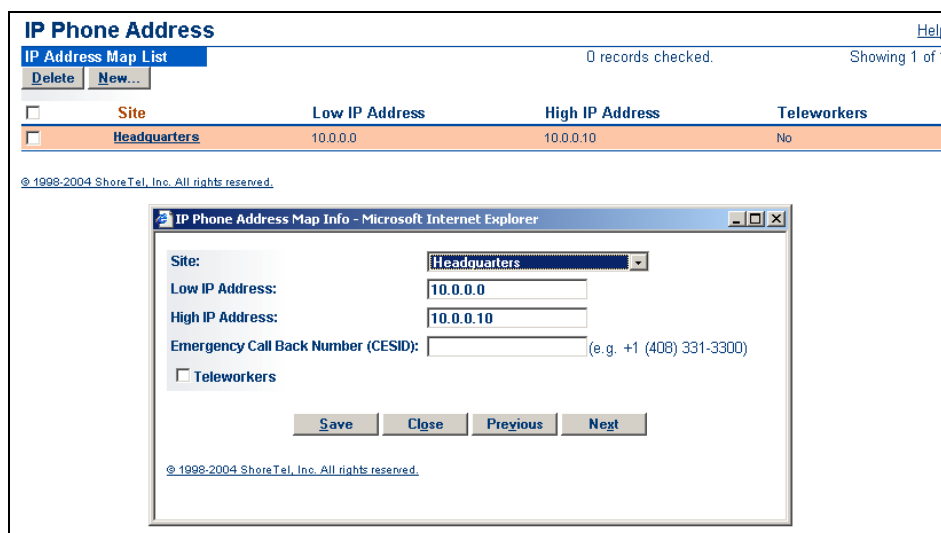 IP Phone Address
Help
IP Address Map List 0 records checked. Showing 1 of
Delete New...
Site Low IP Address High IP Address Teleworkers
Headquarters 10.0.0.0 10.0.0.10 No
© 1998-2004 ShoreTel, Inc. All rights reserved.
IP Phone Address Map Info - Microsoft Internet Explorer
Site: Headquarters
Low IP Address: 10.0.0.0
High IP Address: 10.0.0.10
Emergency Call Back Number (CESID): (e.g. +1 (408) 331-3300)
Teleworkers
Save Close Previous Next
© 1998-2004 ShoreTel, Inc. All rights reserved.